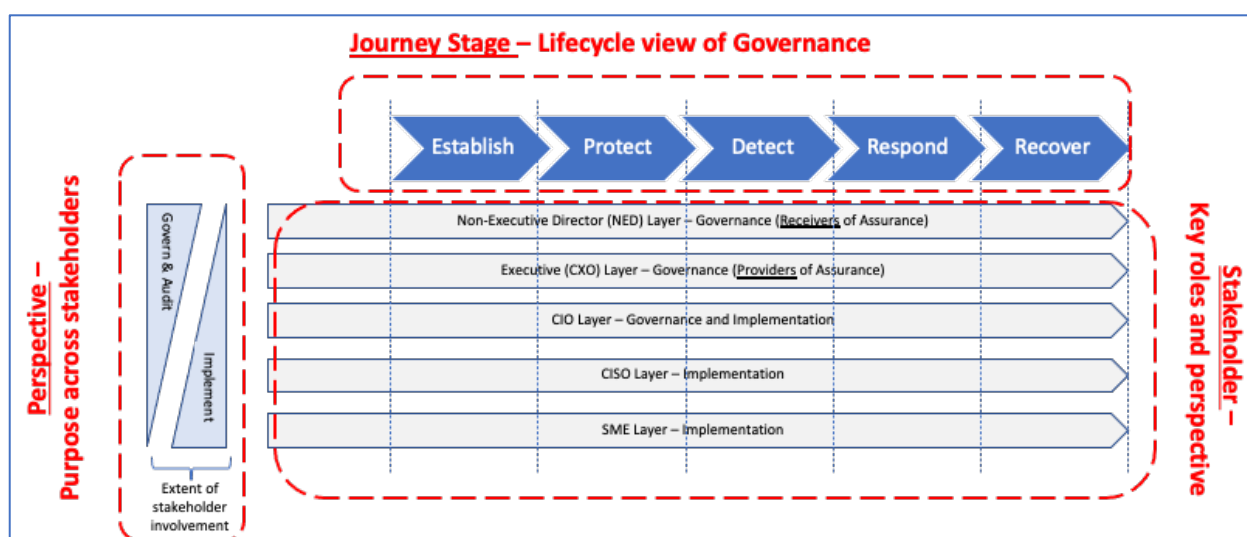 Journey Stage – Lifecycle view of Governance
Establish
Protect
Detect
Respond
Recover
Perspective –
Purpose across stakeholders
Govern & Audit
Implement
Extent of
stakeholder
involvement
Non-Executive Director (NED) Layer – Governance (Receivers of Assurance)
Executive (CXO) Layer – Governance (Providers of Assurance)
CIO Layer – Governance and Implementation
CISO Layer – Implementation
SME Layer – Implementation
Stakeholder –
Key roles and perspective